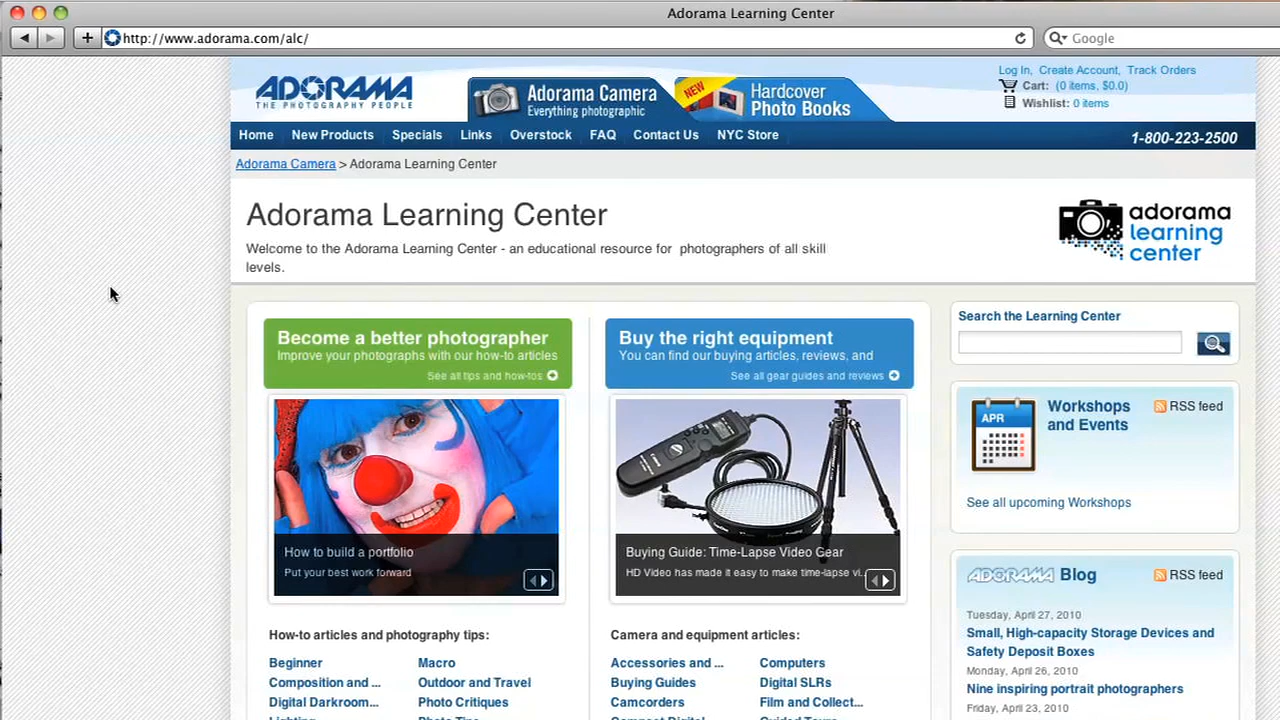 Adorama Learning Center
http://www.adorama.com/alc/
Google
ADORAMA
THE PHOTOGRAPHY PEOPLE
Adorama Camera
Everything photographic
NEW
Hardcover
Photo Books
Log In, Create Account, Track Orders
Cart: (0 items, $0.0)
Wishlist: 0 items
Home New Products Specials Links Overstock FAQ Contact Us NYC Store
1-800-223-2500
Adorama Camera > Adorama Learning Center
Adorama Learning Center
Welcome to the Adorama Learning Center - an educational resource for photographers of all skill
levels.
adorama
learning
center
Become a better photographer
Improve your photographs with our how-to articles
See all tips and how-tos
How to build a portfolio
Put your best work forward
How-to articles and photography tips:
Beginner Macro
Composition and ... Outdoor and Travel
Digital Darkroom... Photo Critiques
Buy the right equipment
You can find our buying articles, reviews, and
See all gear guides and reviews
Buying Guide: Time-Lapse Video Gear
HD Video has made it easy to make time-lapse vi...
Camera and equipment articles:
Accessories and ... Computers
Buying Guides Digital SLRs
Camcorders Film and Collect...
Search the Learning Center
APR
Workshops
and Events
RSS feed
See all upcoming Workshops
ADORAMA Blog
RSS feed
Tuesday, April 27, 2010
Small, High-capacity Storage Devices and
Safety Deposit Boxes
Monday, April 26, 2010
Nine inspiring portrait photographers
Friday, April 23, 2010